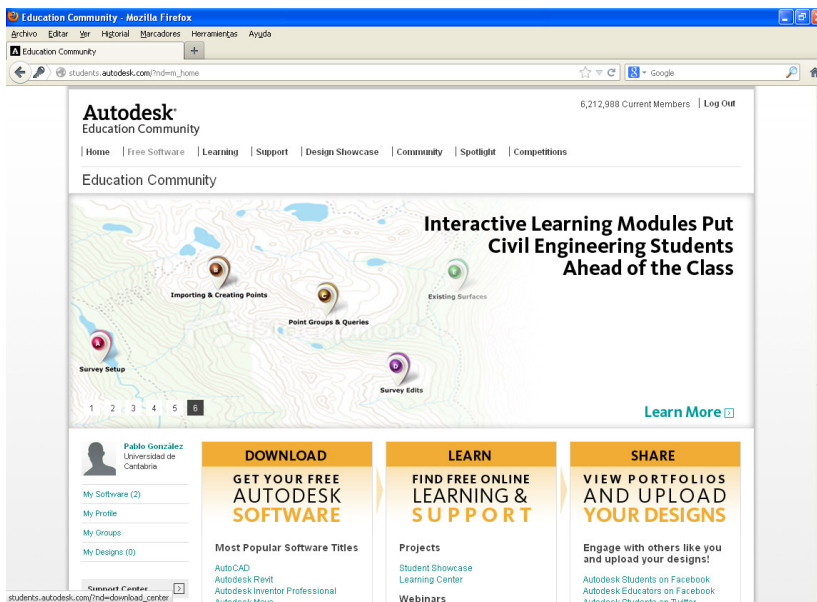 Education Community - Mozilla Firefox
Archivo Editar Ver Historial Marcadores Herramientas Ayuda
Education Community
students.autodesk.com/?nd=m_home
Google
Autodesk
6,212,988 Current Members | Log Out
Education Community
Home | Free Software | Learning | Support | Design Showcase | Community | Spotlight | Competitions
Education Community
Interactive Learning Modules Put
Civil Engineering Students
Ahead of the Class
B
Importing & Creating Points
Existing Surfaces
C
Point Groups & Queries
A
Survey Setup
D
Survey Edits
1 2 3 4 5 6
Learn More
Pablo González
Universidad de
Cantabria
My Software (2)
My Profile
My Groups
My Designs (0)
Support Center
DOWNLOAD
GET YOUR FREE
AUTODESK
SOFTWARE
Most Popular Software Titles
AutoCAD
Autodesk Revit
Autodesk Inventor Professional
Autodesk Maya
LEARN
FIND FREE ONLINE
LEARNING &
SUPPORT
Projects
Student Showcase
Learning Center
Webinars
SHARE
VIEW PORTFOLIOS
AND UPLOAD
YOUR DESIGNS
Engage with others like you
and upload your designs!
Autodesk Students on Facebook
Autodesk Educators on Facebook
Autodesk Students on Twitter
students.autodesk.com/?nd=download_center